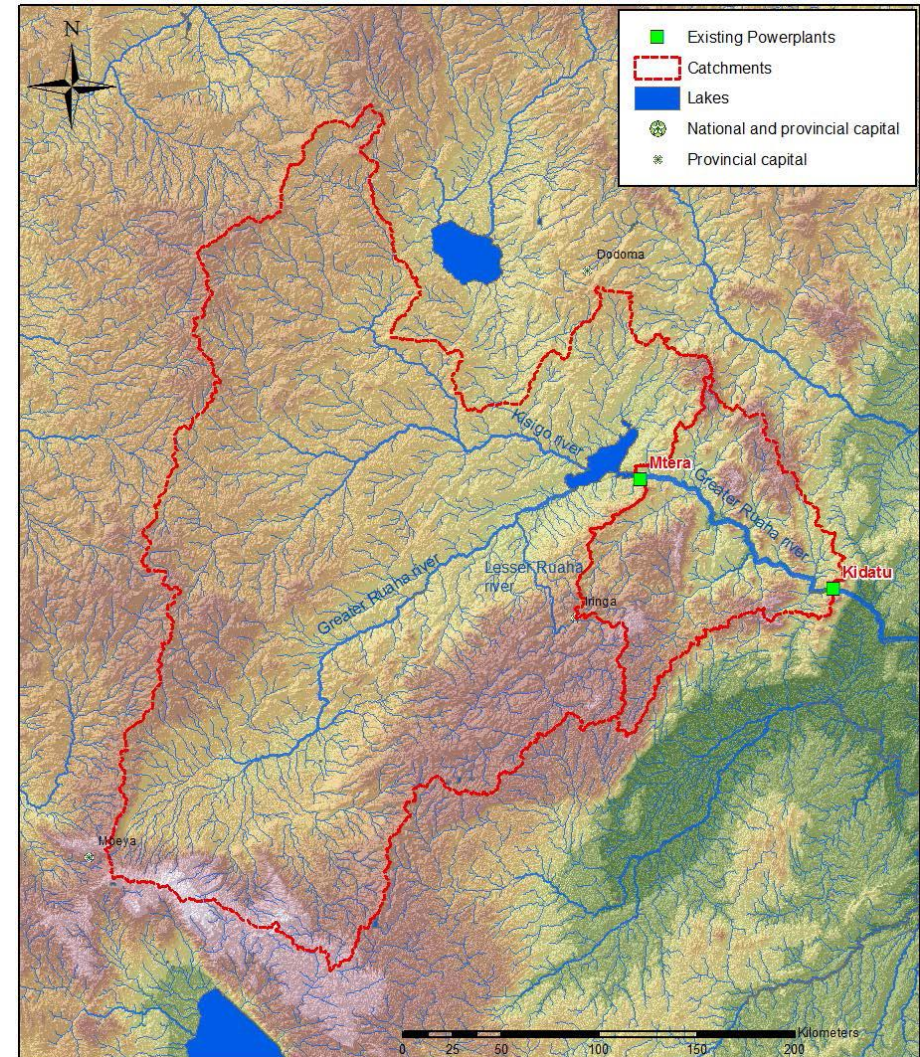 N
Existing Powerplants
Catchments
Lakes
National and provincial capital
Provincial capital
Dodoma
Kisigo river
Mtera
Greater Ruaha river
Kidatu
Greater Ruaha river
Lesser Ruaha
river
Iringa
Mbeya
Kilometers
0 25 50 100 150 200